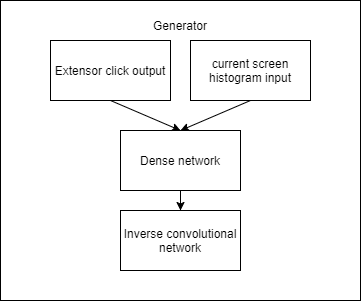 Generator
Extensor click output
current screen
histogram input
Dense network
Inverse convolutional
network